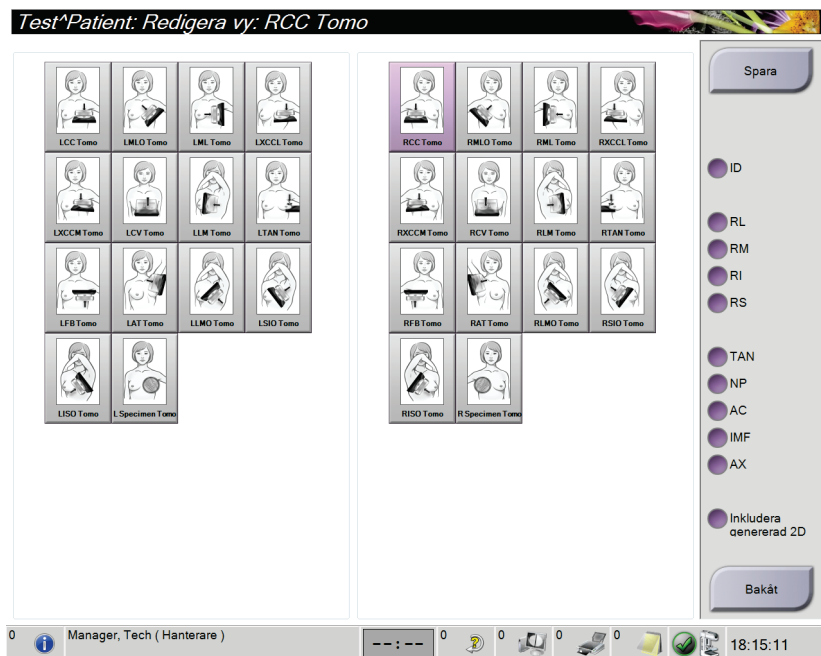 Test^Patient: Redigera vy: RCC Tomo
LCC Tomo
LMLO Tomo
LML Tomo
LXCCL Tomo
LXCCM Tomo
LCV Tomo
LLM Tomo
LTAN Tomo
LFB Tomo
LAT Tomo
LLMO Tomo
LSIO Tomo
LISO Tomo
L Specimen Tomo
RCC Tomo
RMLO Tomo
RML Tomo
RXCCL Tomo
RXCCM Tomo
RCV Tomo
RLM Tomo
RTAN Tomo
RFB Tomo
RAT Tomo
RLMO Tomo
RSIO Tomo
RISO Tomo
R Specimen Tomo
Spara
ID
RL
RM
RI
RS
TAN
NP
AC
IMF
AX
Inkludera
genererad 2D
Bakåt
0
Manager, Tech ( Hanterare )
--:--
0
0
0
0
18:15:11